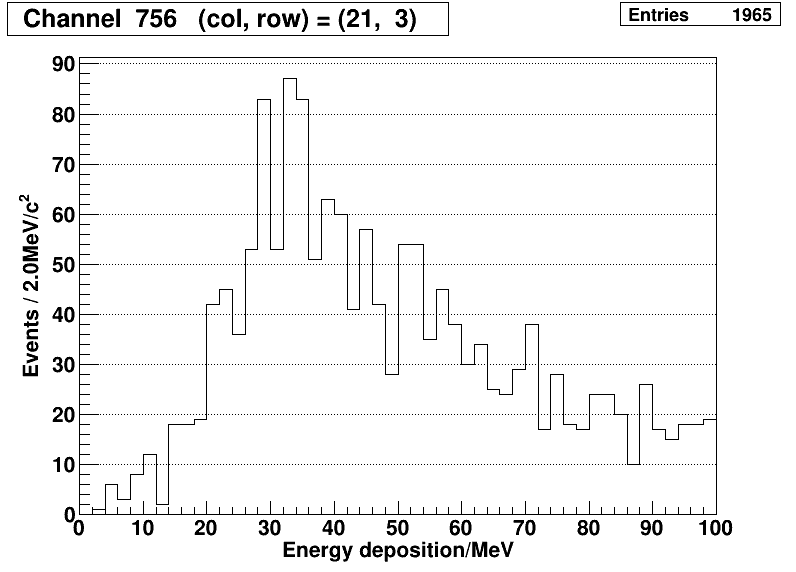 Channel 756 (col, row) = (21, 3)
Entries 1965
Events / 2.0MeV/c²
90
80
70
60
50
40
30
20
10
0
0 10 20 30 40 50 60 70 80 90 100
Energy deposition/MeV